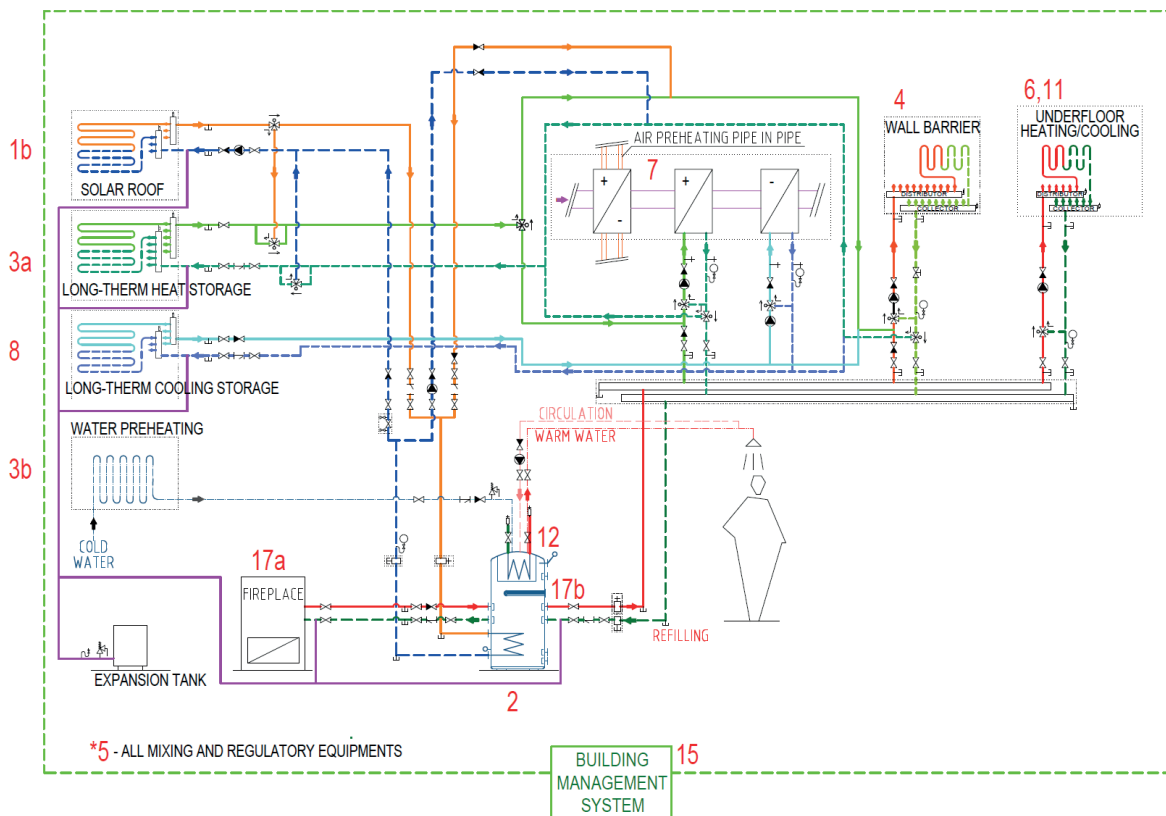 1b
SOLAR ROOF
3a
LONG-THERM HEAT STORAGE
8
LONG-THERM COOLING STORAGE
WATER PREHEATING
3b
COLD
WATER
AIR PREHEATING PIPE IN PIPE
7
+
-
+
-
4
WALL BARRIER
DISTRIBUTOR
COLLECTOR
6,11
UNDERFLOOR
HEATING/COOLING
DISTRIBUTOR
COLLECTOR
CIRCULATION
WARM WATER
12
17a
FIREPLACE
17b
REFILLING
EXPANSION TANK
2
*5 - ALL MIXING AND REGULATORY EQUIPMENTS
BUILDING
MANAGEMENT
SYSTEM
15